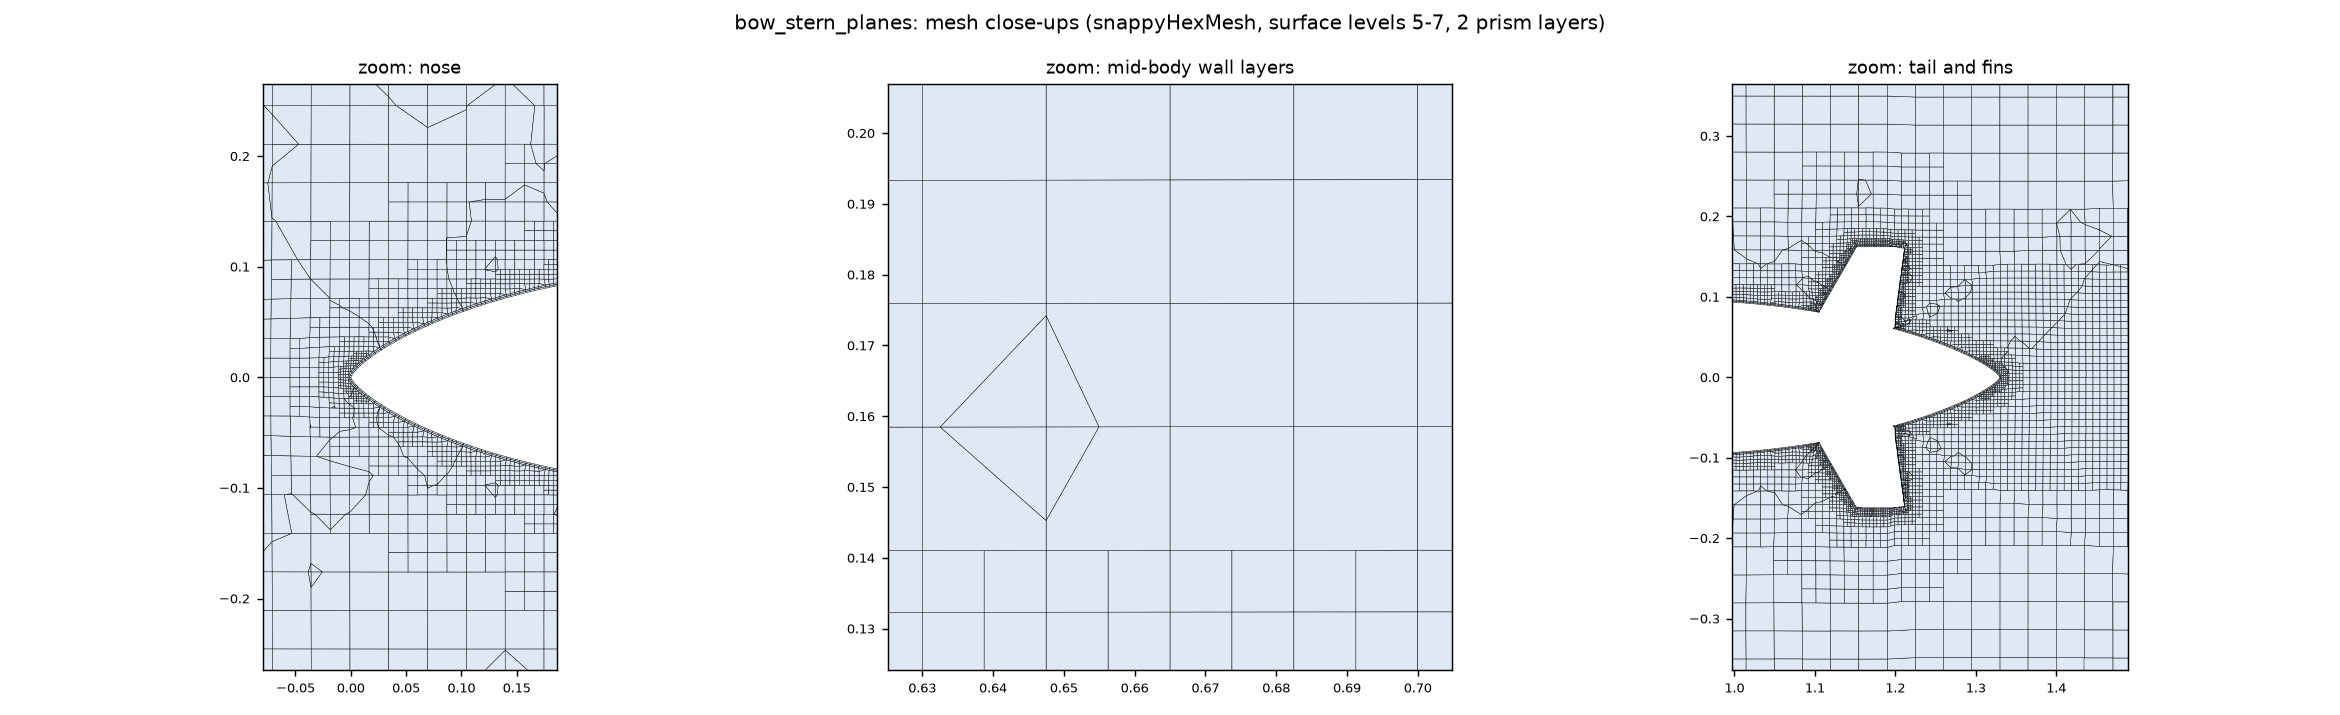 bow_stern_planes: mesh close-ups (snappyHexMesh, surface levels 5-7, 2 prism layers)
zoom: nose
0.2
0.1
0.0
−0.1
−0.2
−0.05 0.00 0.05 0.10 0.15
zoom: mid-body wall layers
0.20
0.19
0.18
0.17
0.16
0.15
0.14
0.13
0.63 0.64 0.65 0.66 0.67 0.68 0.69 0.70
zoom: tail and fins
0.3
0.2
0.1
0.0
−0.1
−0.2
−0.3
1.0 1.1 1.2 1.3 1.4